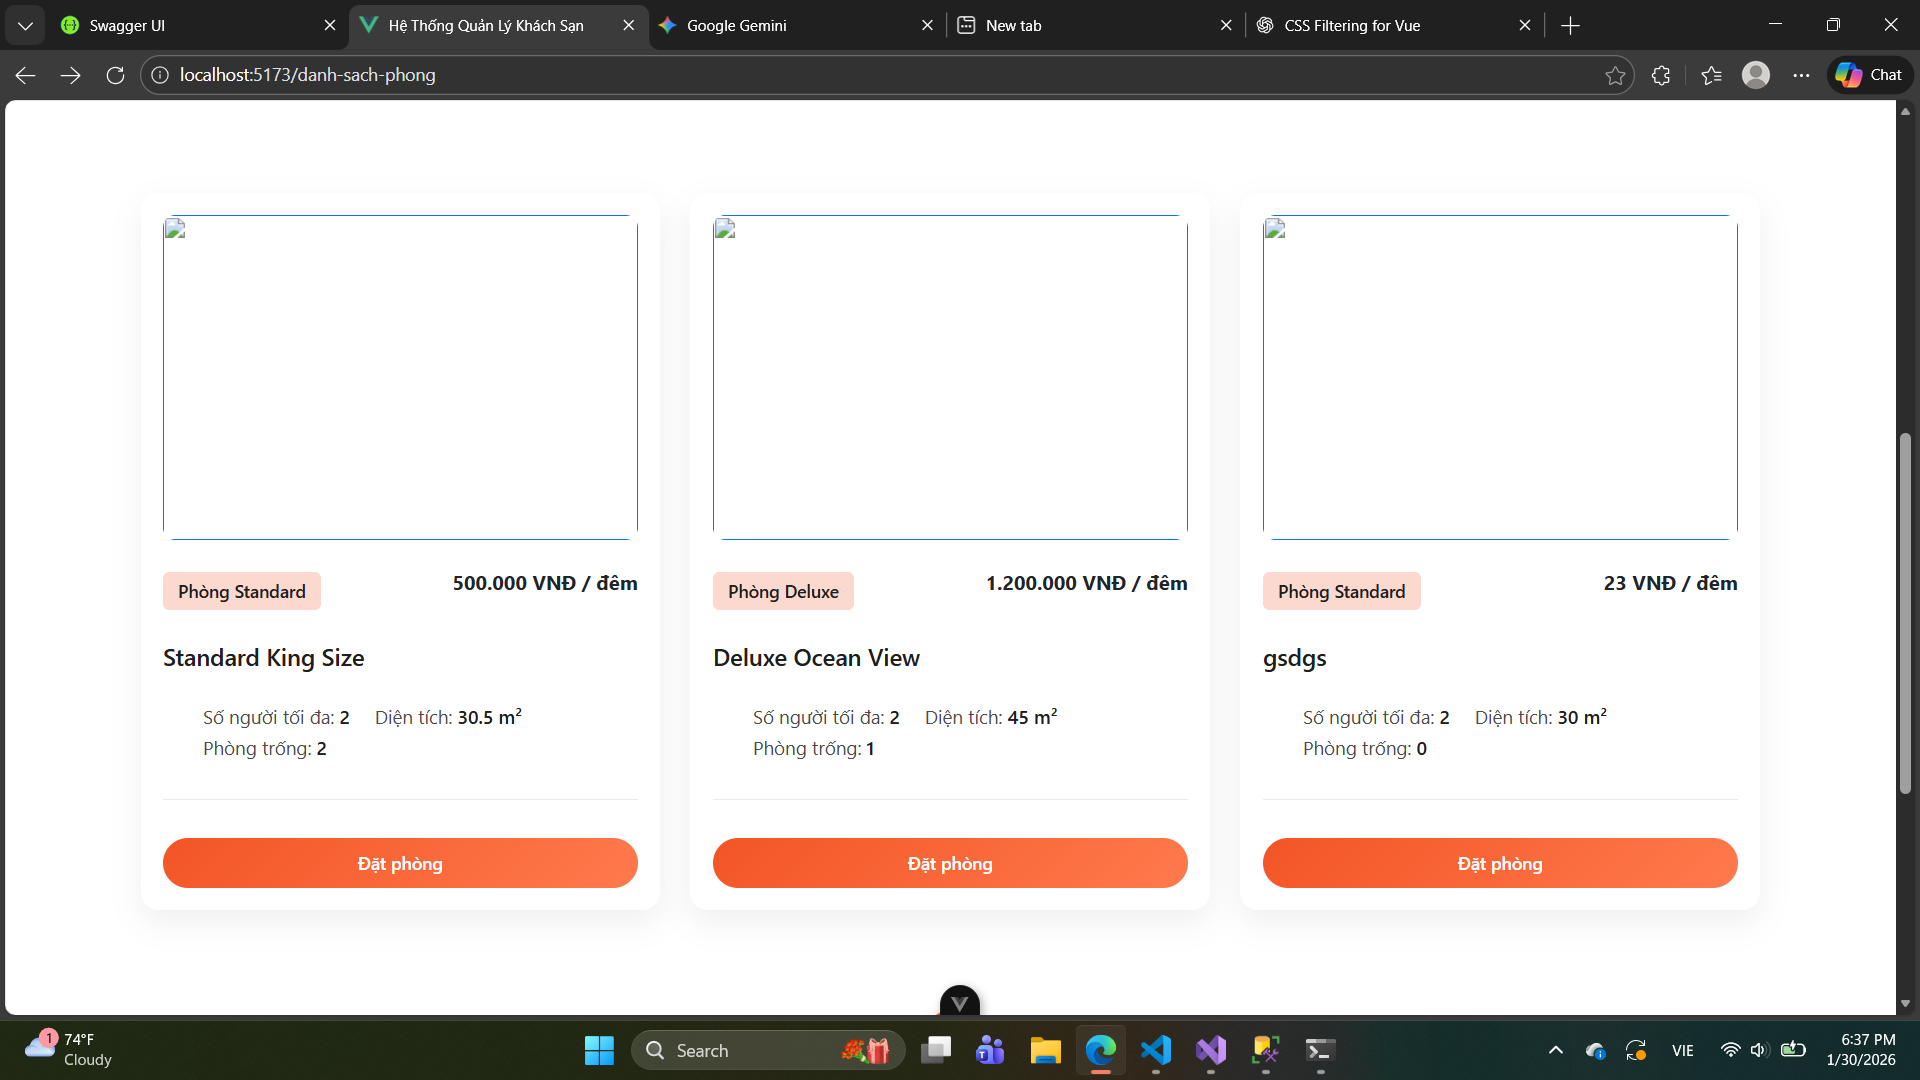 Swagger UI
Hệ Thống Quản Lý Khách Sạn
Google Gemini
New tab
CSS Filtering for Vue
localhost:5173/danh-sach-phong
Chat
Phòng Standard
500.000 VNĐ / đêm
Standard King Size
Số người tối đa: 2 Diện tích: 30.5 m²
Phòng trống: 2
Đặt phòng
Phòng Deluxe
1.200.000 VNĐ / đêm
Deluxe Ocean View
Số người tối đa: 2 Diện tích: 45 m²
Phòng trống: 1
Đặt phòng
Phòng Standard
23 VNĐ / đêm
gsdgs
Số người tối đa: 2 Diện tích: 30 m²
Phòng trống: 0
Đặt phòng
1
74°F
Cloudy
Search
VIE
6:37 PM
1/30/2026